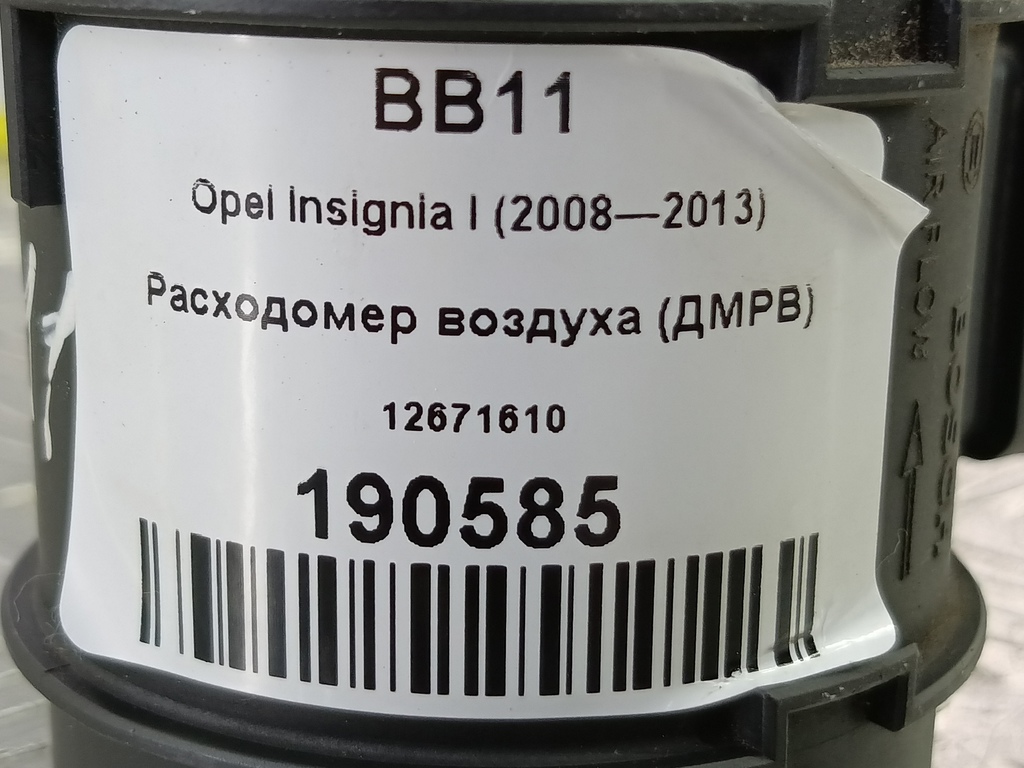 BB11
Opel Insignia I (2008—2013)
Расходомер воздуха (ДМРВ)
12671610
190585
AIR FLOW
BOSCH